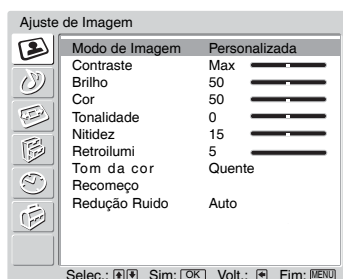 Ajuste de Imagem
Modo de Imagem Personalizada
Contraste Max
Brilho 50
Cor 50
Tonalidade 0
Nitidez 15
Retroilumi 5
Tom da cor Quente
Recomeço
Redução Ruido Auto
Selec.: Sim: OK Volt.: Fim: MENU